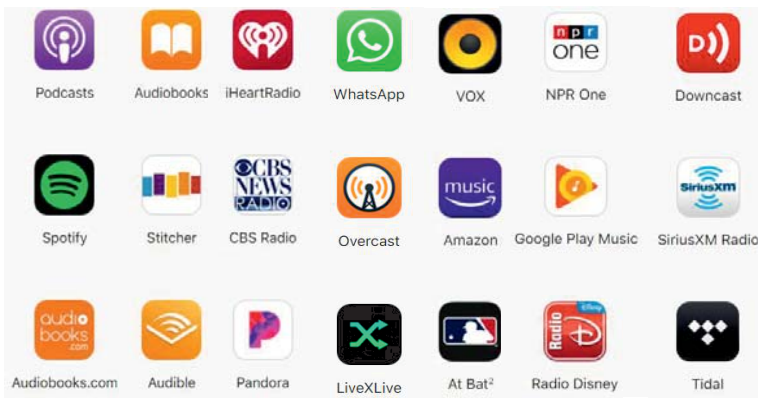 npr
one
D
Podcasts Audiobooks iHeartRadio WhatsApp VOX NPR One Downcast
CBS
NEWS
RADIO
music
SiriusXM
Spotify Stitcher CBS Radio Overcast Amazon Google Play Music SiriusXM Radio
audio
books
.com
Radio
Disney
D
Audiobooks.com Audible Pandora LiveXLive At Bat² Radio Disney Tidal